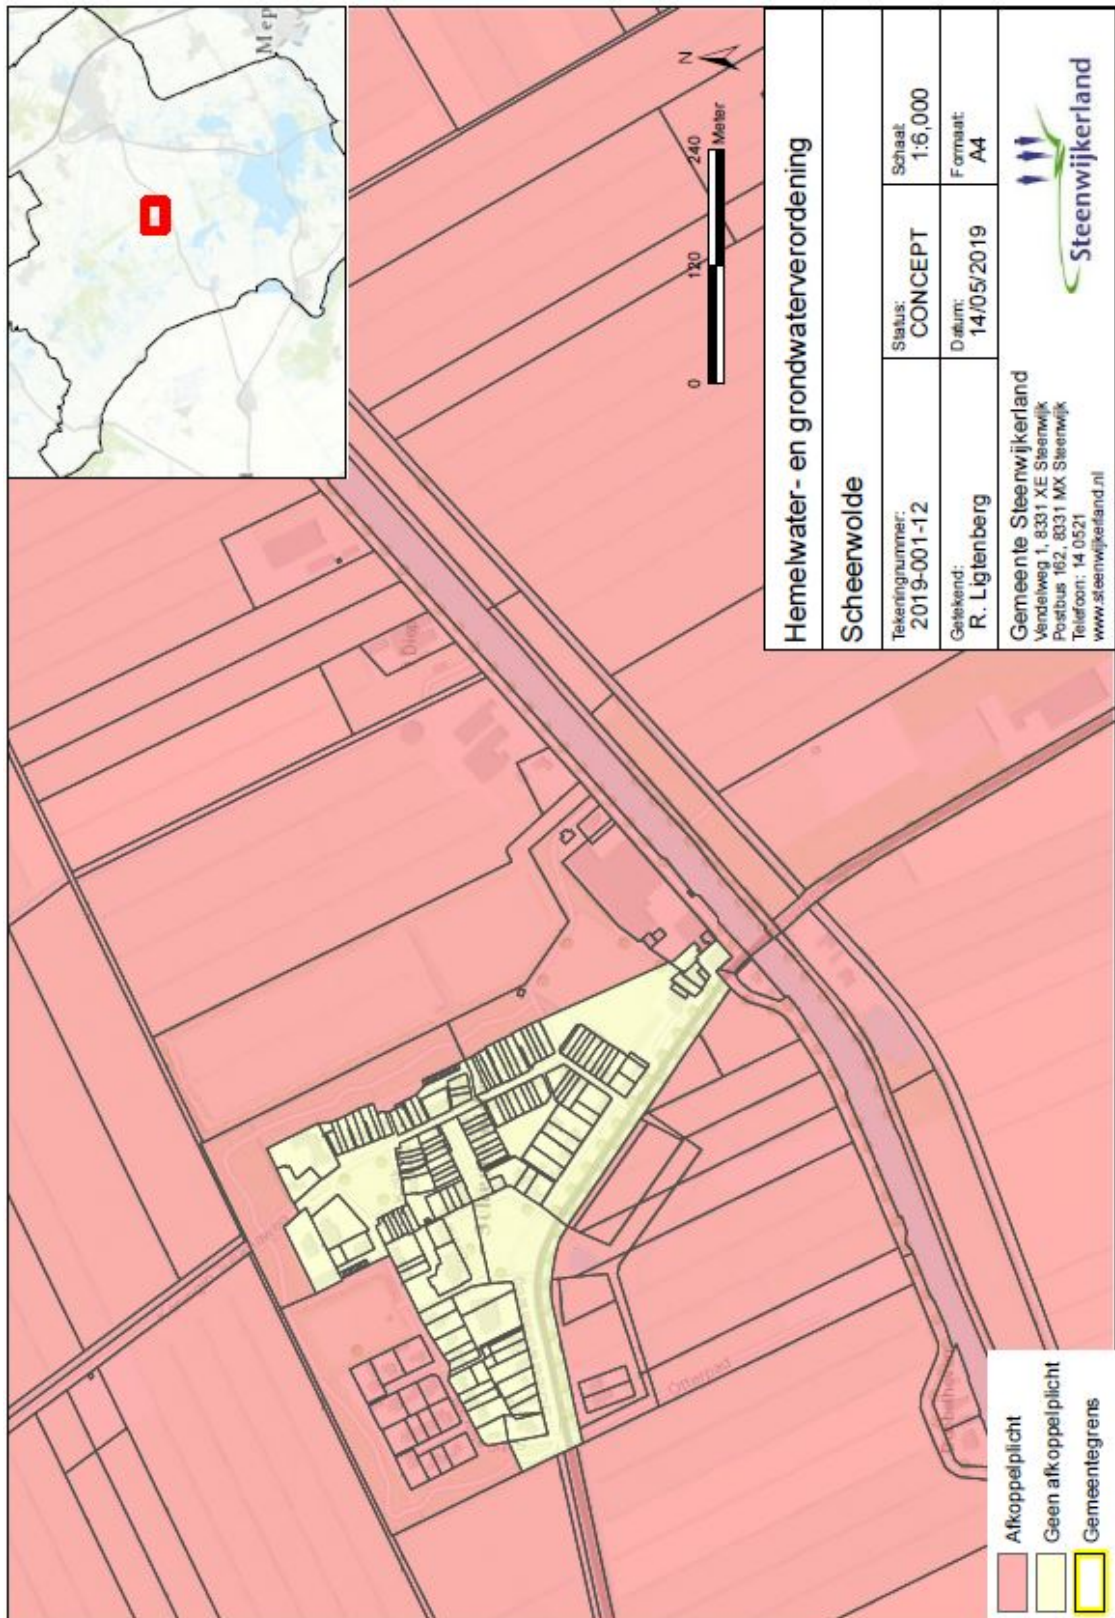 Mep
N
0 120 240
Meter
Diep
Otterpad
Hemelwater- en grondwaterverordening
Scheerwolde
Tekeningnummer: Status: Schaal:
2019-001-12 CONCEPT 1:6,000
Getekend: Datum: Formaat:
R. Ligtenberg 14/05/2019 A4
Gemeente Steenwijkerland
Vendelweg 1, 8331 XE Steenwijk
Postbus 162, 8331 MX Steenwijk
Telefoon: 14 0521
www.steenwijkerland.nl
Steenwijkerland
Afkoppelplicht
Geen afkoppelplicht
Gemeentegrens